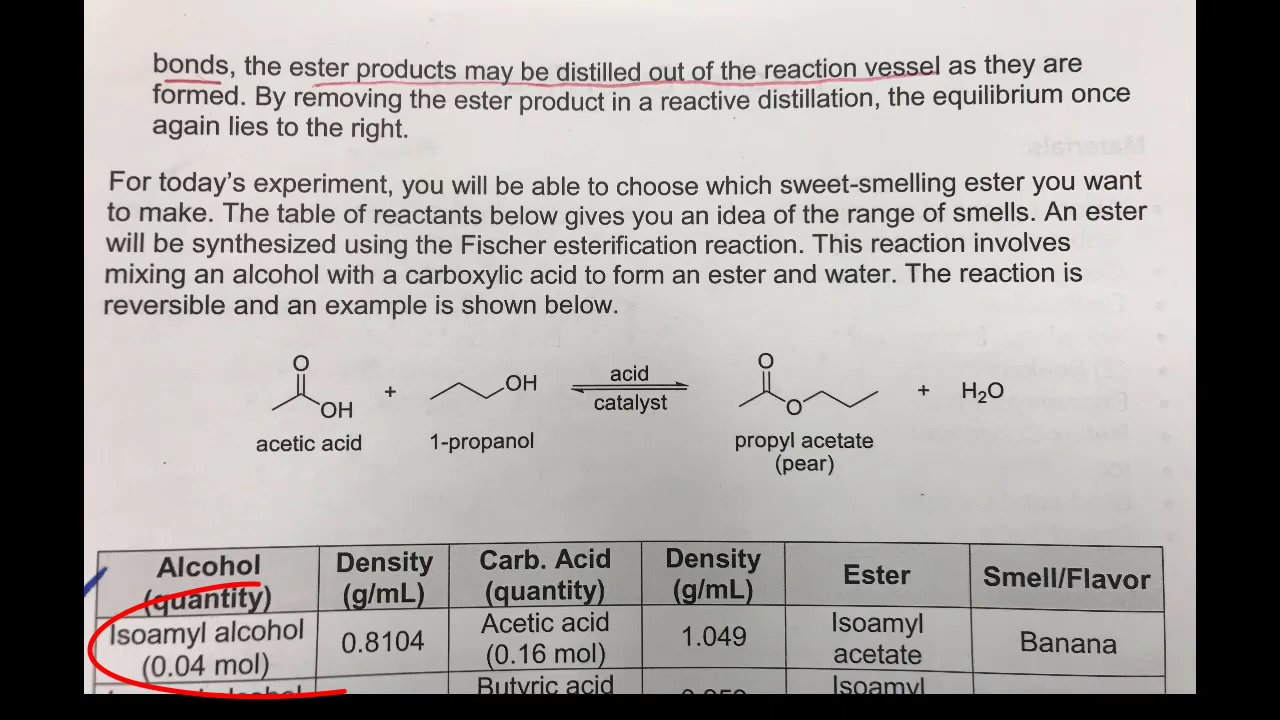 bonds, the ester products may be distilled out of the reaction vessel as they are
formed. By removing the ester product in a reactive distillation, the equilibrium once
again lies to the right.
For today's experiment, you will be able to choose which sweet-smelling ester you want
to make. The table of reactants below gives you an idea of the range of smells. An ester
will be synthesized using the Fischer esterification reaction. This reaction involves
mixing an alcohol with a carboxylic acid to form an ester and water. The reaction is
reversible and an example is shown below.
O OH + OH acid catalyst O O + H₂O
acetic acid 1-propanol propyl acetate
(pear)
Alcohol Density Carb. Acid Density Ester Smell/Flavor
(quantity) (g/mL) (quantity) (g/mL)
Isoamyl alcohol 0.8104 Acetic acid 1.049 Isoamyl Banana
(0.04 mol) (0.16 mol) acetate
Butyric acid Isoamyl